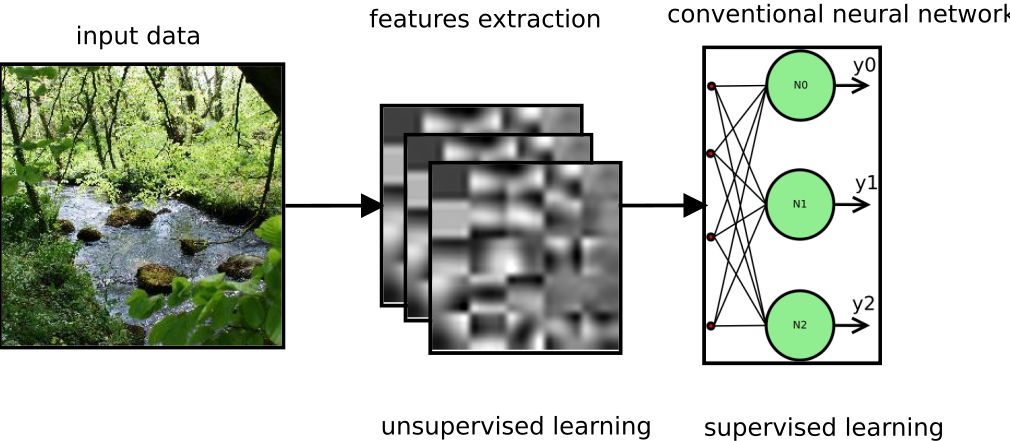 input data
features extraction
conventional neural network
N0
y0
N1
y1
N2
y2
unsupervised learning
supervised learning